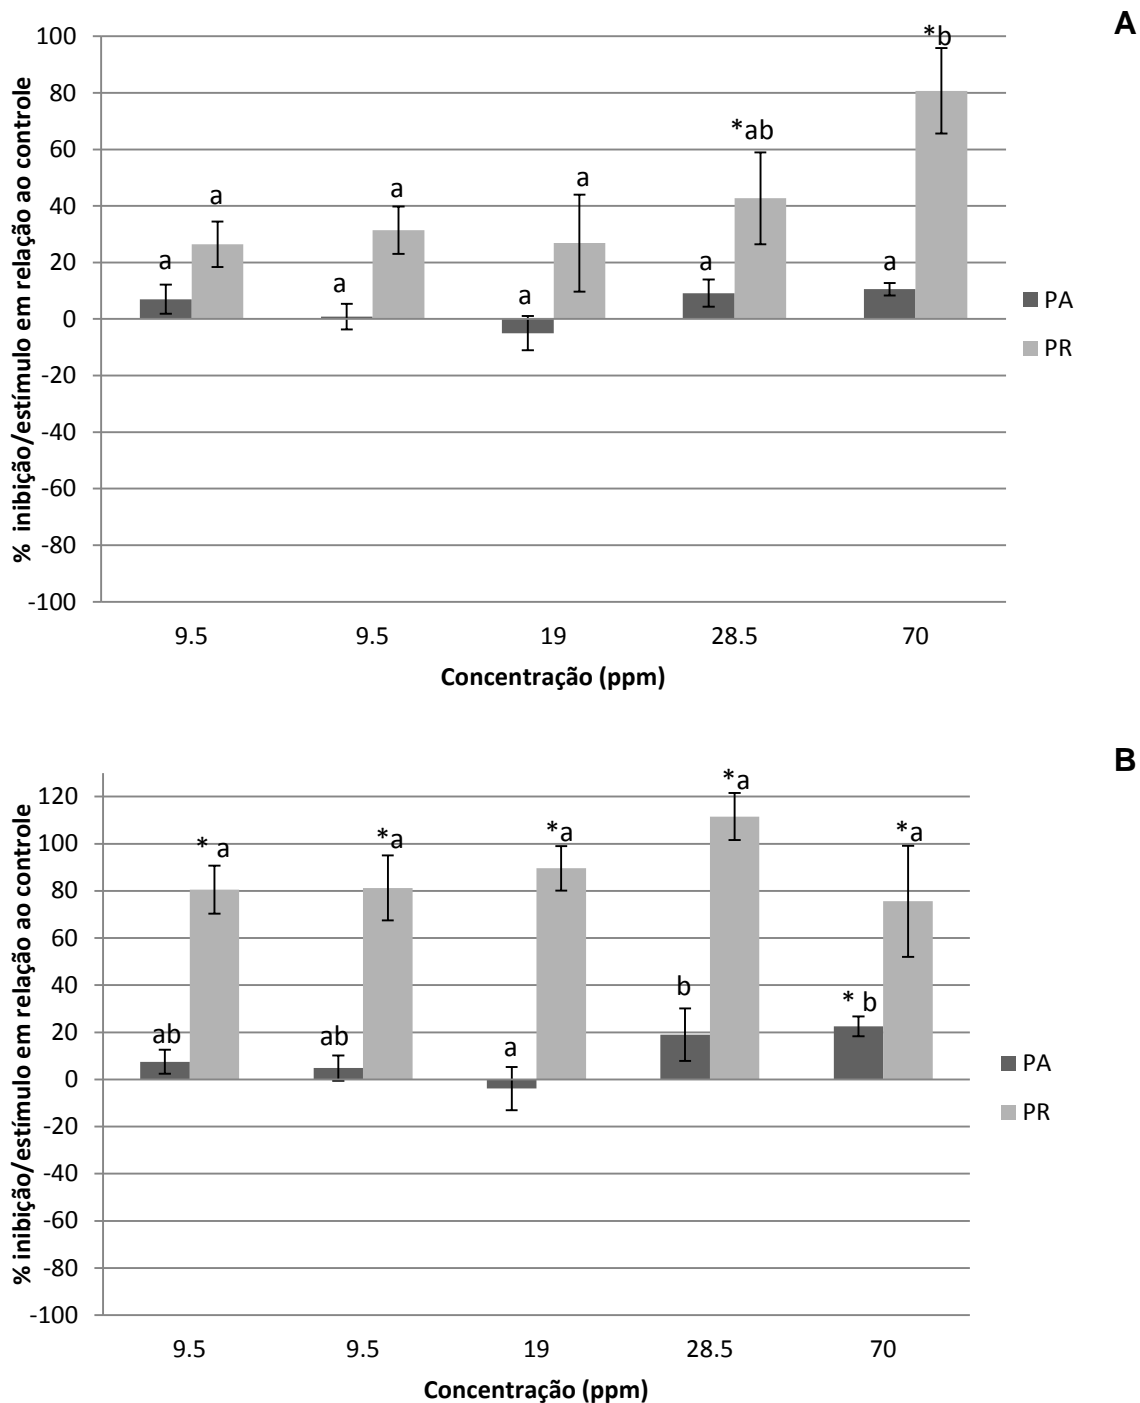 A
% inibição/estímulo em relação ao controle
100
80
60
40
20
0
-20
-40
-60
-80
-100
a
a
a
a
a
a
a
*ab
a
*b
PA
PR
9.5
9.5
19
28.5
70
Concentração (ppm)
B
% inibição/estímulo em relação ao controle
120
100
80
60
40
20
0
-20
-40
-60
-80
-100
ab
* a
ab
*a
a
*a
b
*a
* b
*a
PA
PR
9.5
9.5
19
28.5
70
Concentração (ppm)